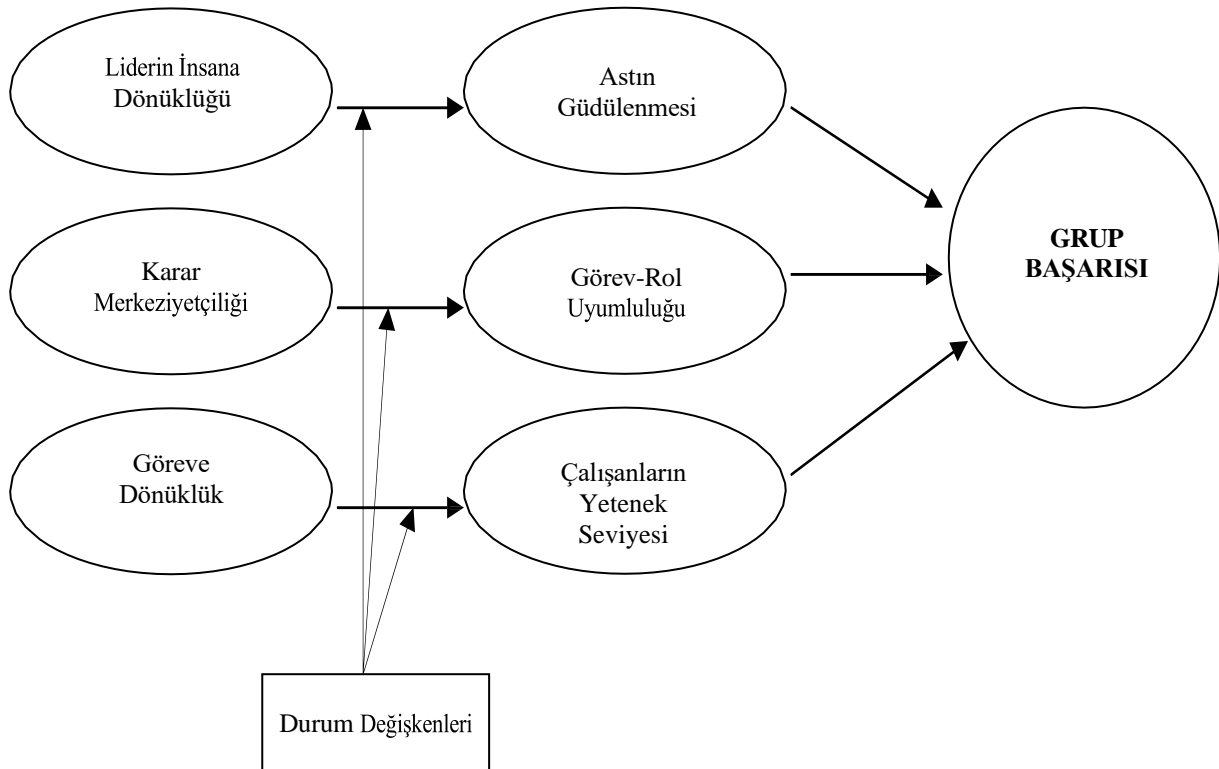 Liderin İnsana
Dönüklüğü
Astın
Güdülenmesi
Karar
Merkeziyetçiliği
Görev-Rol
Uyumluluğu
GRUP
BAŞARISI
Göreve
Dönüklük
Çalışanların
Yetenek
Seviyesi
Durum Değişkenleri